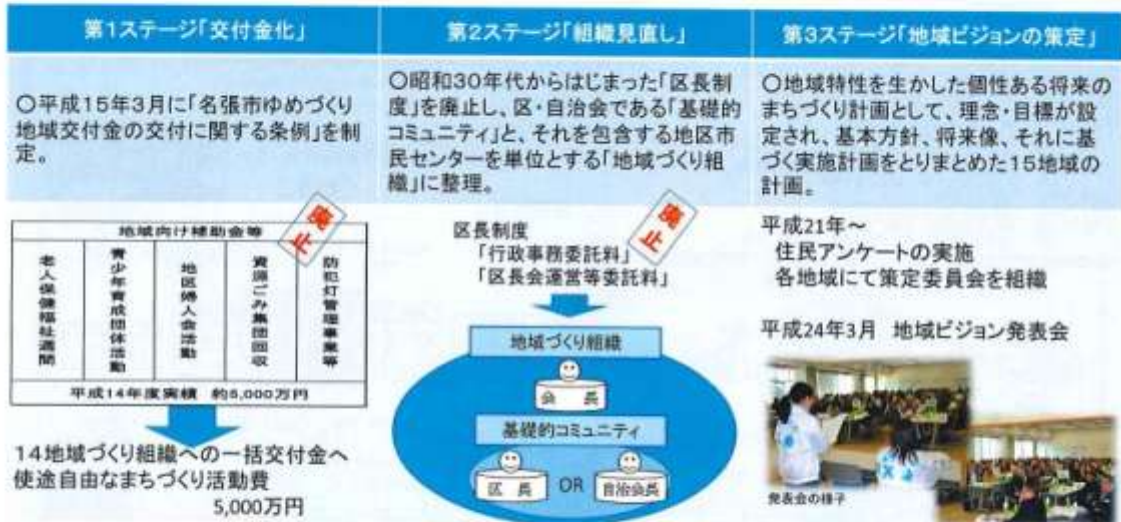 第1ステージ「交付金化」
○平成15年3月に「名張市ゆめづくり
地域交付金の交付に関する条例」を制
定。
廃止
地域向け補助金等
老人保健福祉週間
青少年育成団体活動
地区婦人会活動
資源ごみ集団回収
防犯灯管理事業等
平成14年度実績 約5,000万円
14地域づくり組織への一括交付金へ
使途自由なまちづくり活動費
5,000万円
第2ステージ「組織見直し」
○昭和30年代からはじまった「区長制
度」を廃止し、区・自治会である「基礎的
コミュニティ」と、それを包含する地区市
民センターを単位とする「地域づくり組
織」に整理。
廃止
区長制度
「行政事務委託料」
「区長会運営等委託料」
地域づくり組織
会 長
基礎的コミュニティ
区 長 OR 自治会長
第3ステージ「地域ビジョンの策定」
○地域特性を生かした個性ある将来の
まちづくり計画として、理念・目標が設
定され、基本方針、将来像、それに基
づく実施計画をとりまとめた15地域の
計画。
平成21年～
住民アンケートの実施
各地域にて策定委員会を組織
平成24年3月 地域ビジョン発表会
発表会の様子